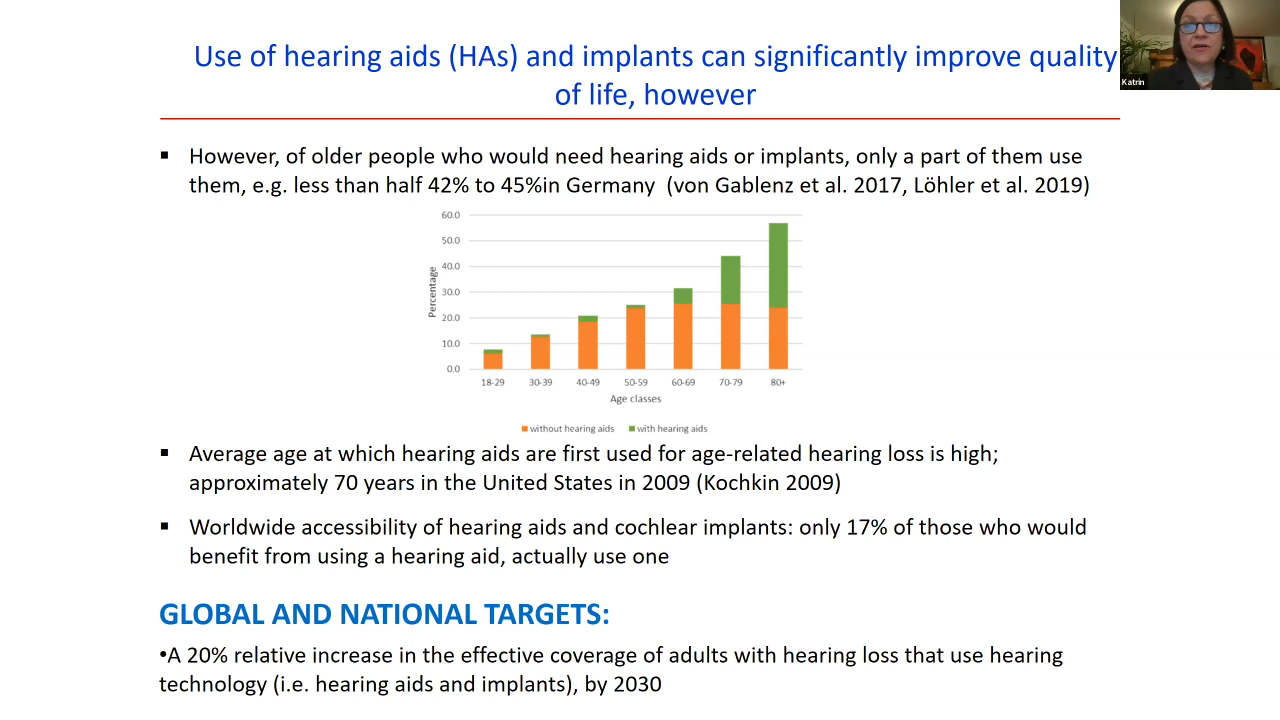 Use of hearing aids (HAs) and implants can significantly improve quality
of life, however
Katrin
▪ However, of older people who would need hearing aids or implants, only a part of them use
them, e.g. less than half 42% to 45%in Germany (von Gablenz et al. 2017, Löhler et al. 2019)
60.0
50.0
40.0
30.0
20.0
10.0
0.0
Percentage
18-29 30-39 40-49 50-59 60-69 70-79 80+
Age classes
without hearing aids with hearing aids
▪ Average age at which hearing aids are first used for age-related hearing loss is high;
approximately 70 years in the United States in 2009 (Kochkin 2009)
▪ Worldwide accessibility of hearing aids and cochlear implants: only 17% of those who would
benefit from using a hearing aid, actually use one
GLOBAL AND NATIONAL TARGETS:
•A 20% relative increase in the effective coverage of adults with hearing loss that use hearing
technology (i.e. hearing aids and implants), by 2030